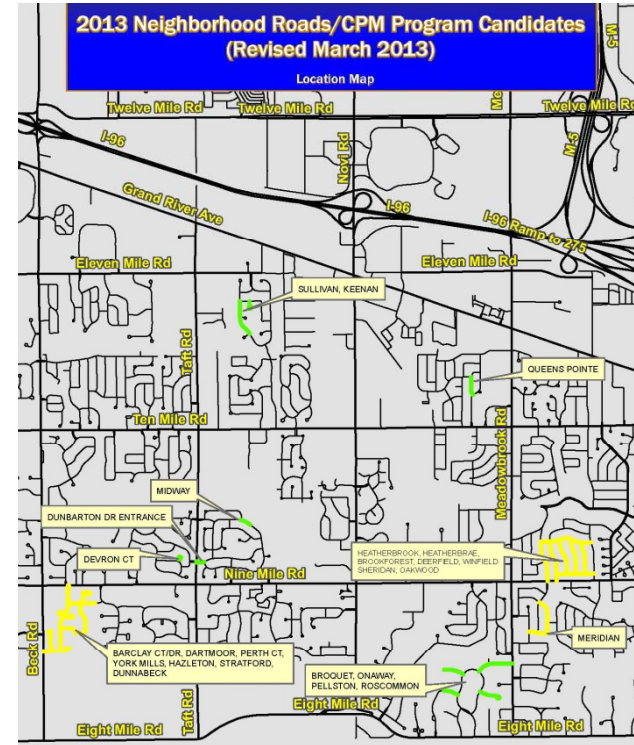 2013 Neighborhood Roads/CPM Program Candidates
(Revised March 2013)
Location Map
M-5
Twelve Mile Rd
Twelve Mile Rd
Me
Twelve Mile Rd
I-96
Novi Rd
M-5
Grand River Ave
I-96
I-96 Ramp to 275
Eleven Mile Rd
Eleven Mile Rd
SULLIVAN, KEENAN
Taft Rd
QUEENS POINTE
Ten Mile Rd
Meadowbrook Rd
MIDWAY
DUNBARTON DR ENTRANCE
DEVRON CT
HEATHERBROOK, HEATHERBRAE,
BROOKFOREST, DEERFIELD, WINFIELD
SHERIDAN, OAKWOOD
Nine Mile Rd
Beck Rd
MERIDIAN
BARCLAY CT/DR, DARTMOOR, PERTH CT,
YORK MILLS, HAZLETON, STRATFORD,
DUNNABECK
BROQUET, ONAWAY,
PELLSTON, ROSCOMMON
Taft Rd
Eight Mile Rd
Eight Mile Rd
Eight Mile Rd